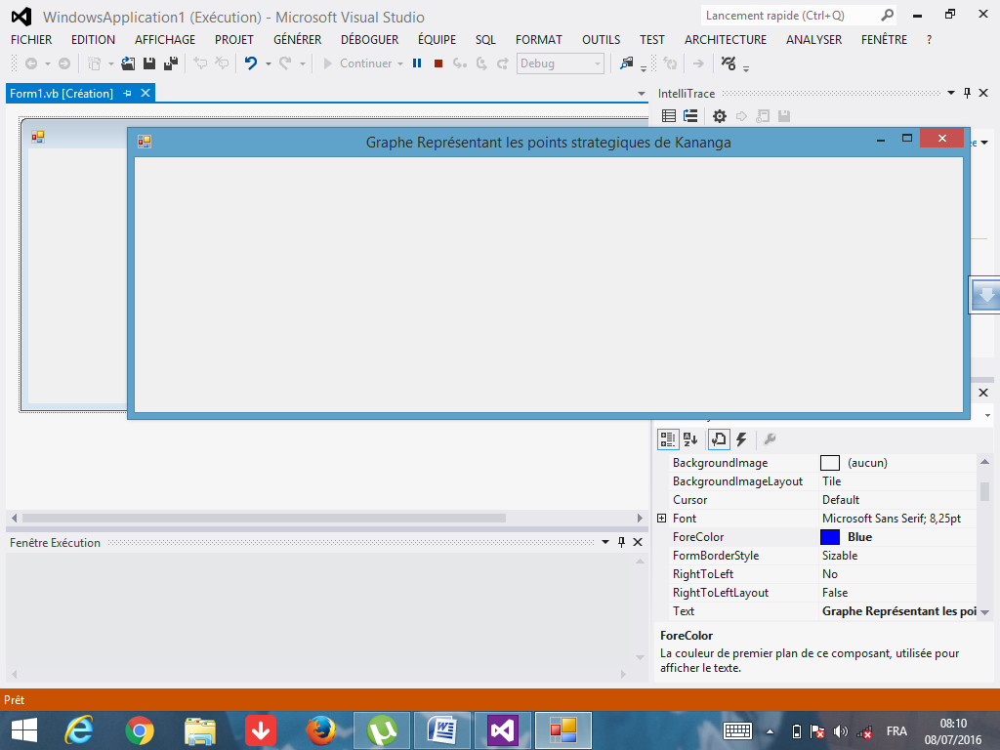 WindowsApplication1 (Exécution) - Microsoft Visual Studio
Lancement rapide (Ctrl+Q)
FICHIER EDITION AFFICHAGE PROJET GÉNÉRER DÉBOGUER ÉQUIPE SQL FORMAT OUTILS TEST ARCHITECTURE ANALYSER FENÊTRE ?
Continuer Debug
Form1.vb [Création]
IntelliTrace
Graphe Représentant les points strategiques de Kananga
BackgroundImage (aucun)
BackgroundImageLayout Tile
Cursor Default
Font Microsoft Sans Serif; 8,25pt
ForeColor Blue
FormBorderStyle Sizable
RightToLeft No
RightToLeftLayout False
Text Graphe Représentant les poi
Fenêtre Exécution
ForeColor
La couleur de premier plan de ce composant, utilisée pour
afficher le texte.
Prêt
FRA
08:10
08/07/2016